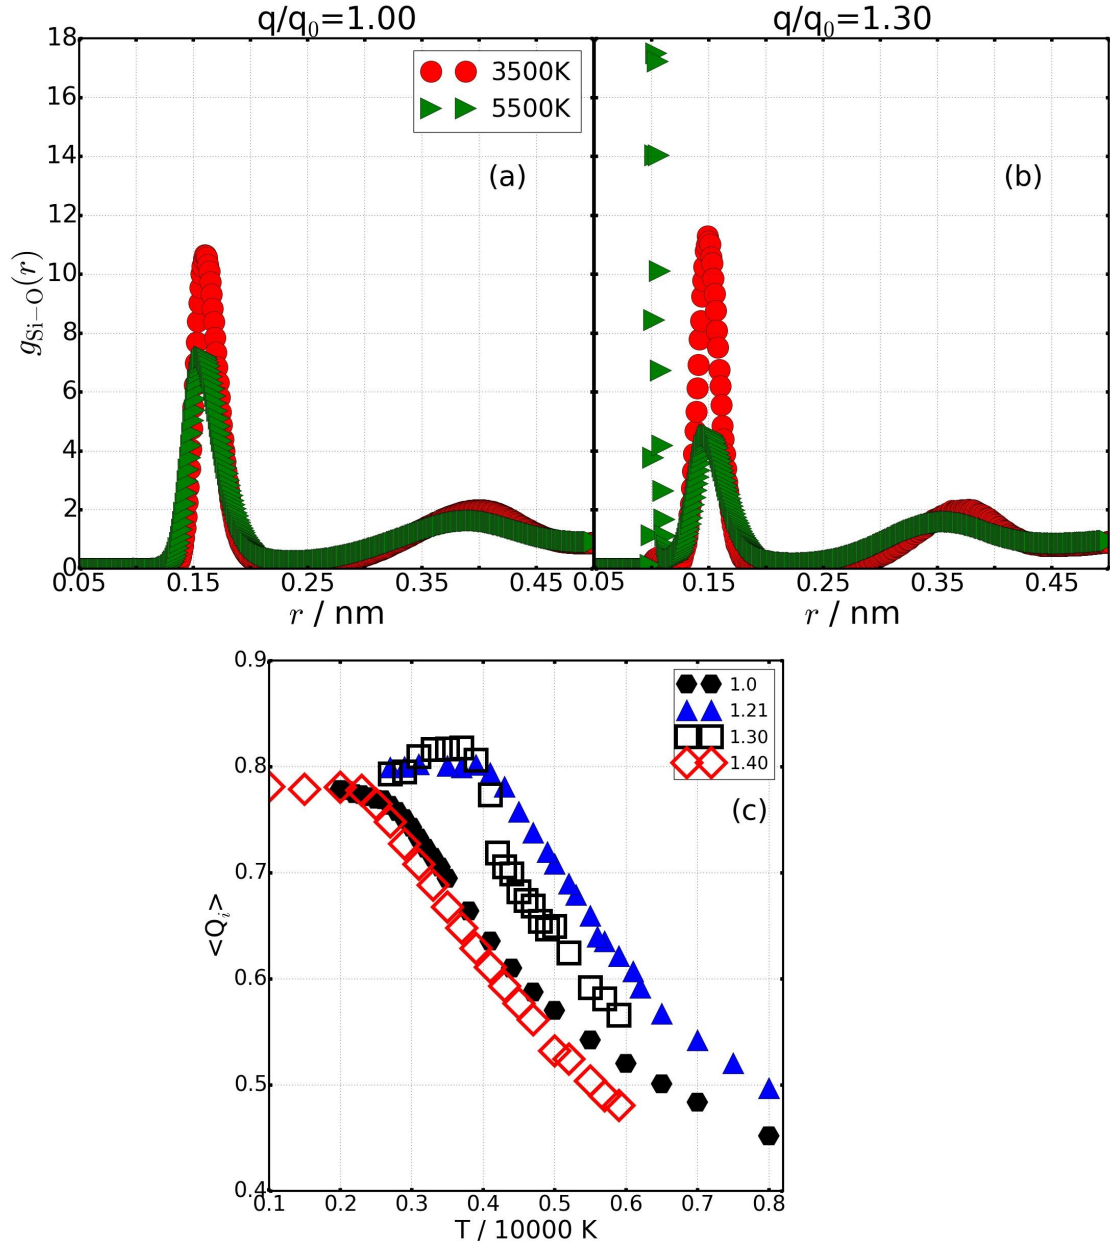 q/q₀=1.00
q/q₀=1.30
18
16
14
12
10
8
6
4
2
0
g_Si−O(r)
3500K
5500K
(a)
(b)
0.05 0.15 0.25 0.35 0.45
0.05 0.15 0.25 0.35 0.45
r / nm
r / nm
0.9
0.8
0.7
0.6
0.5
0.4
<Q_i>
1.0
1.21
1.30
1.40
(c)
0.1 0.2 0.3 0.4 0.5 0.6 0.7 0.8
T / 10000 K